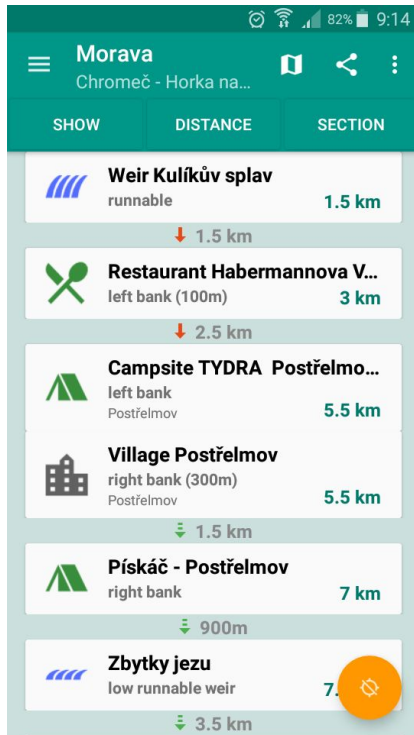 82% 9:14
Morava
Chromeč - Horka na...
SHOW DISTANCE SECTION
Weir Kulíkův splav
runnable 1.5 km
1.5 km
Restaurant Habermannova V...
left bank (100m) 3 km
2.5 km
Campsite TYDRA Postřelmo...
left bank
Postřelmov 5.5 km
Village Postřelmov
right bank (300m)
Postřelmov 5.5 km
1.5 km
Pískáč - Postřelmov
right bank 7 km
900m
Zbytky jezu
low runnable weir 7.
3.5 km